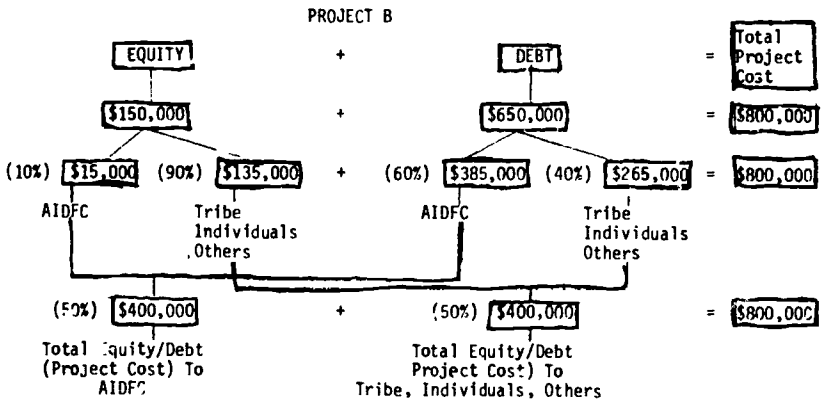 PROJECT B
EQUITY + DEBT = Total Project Cost
$150,000 + $650,000 = $800,000
(10%) $15,000 (90%) $135,000 + (60%) $385,000 (40%) $265,000 = $800,000
AIDFC Tribe AIDFC Tribe
Individuals Individuals
Others Others
(50%) $400,000 + (50%) $400,000 = $800,000
Total Equity/Debt Total Equity/Debt
(Project Cost) To Project Cost) To
AIDFC Tribe, Individuals, Others